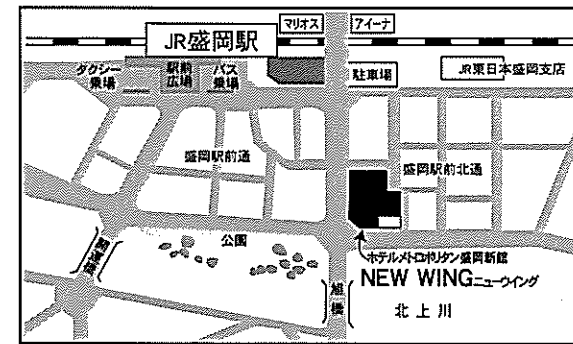 マリオス
アイーナ
JR盛岡駅
タクシー
乗場
駅前
広場
バス
乗場
駐車場
JR東日本盛岡支店
盛岡駅前通
盛岡駅前北通
公園
開運橋
ホテルメトロポリタン盛岡新館
NEW WINGニューウイング
旭橋
北上川